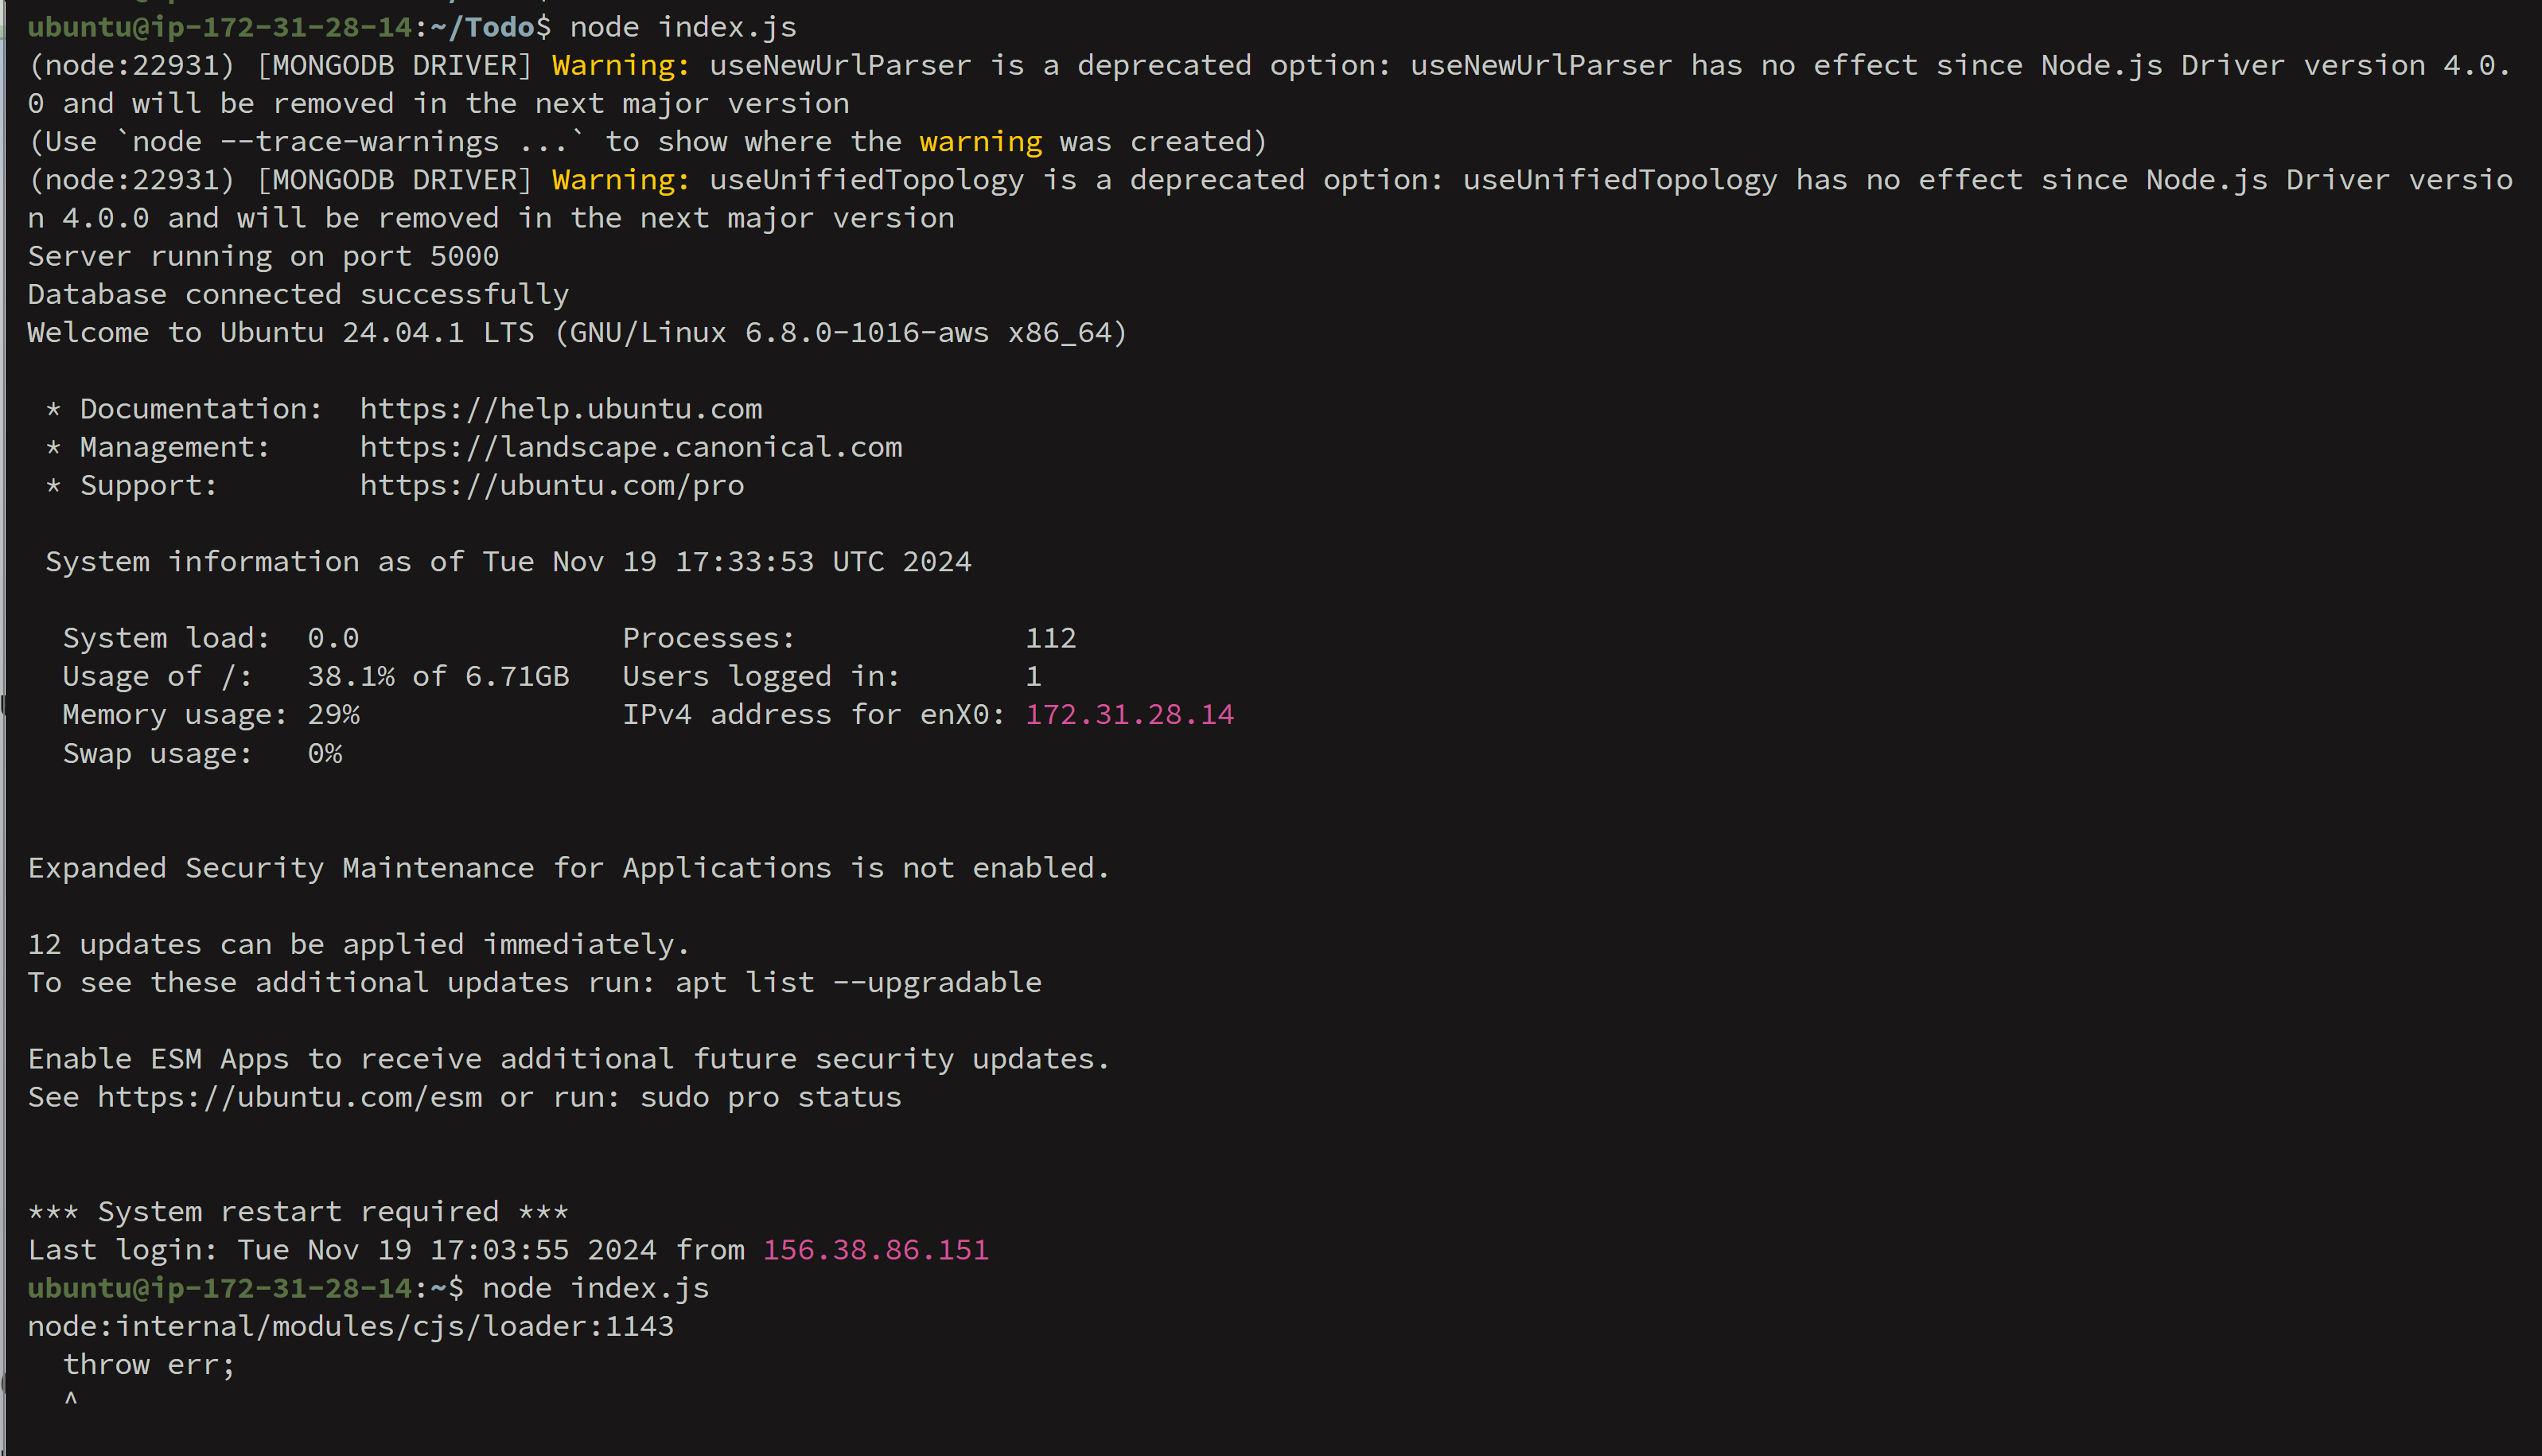 ubuntu@ip-172-31-28-14:~/Todo$ node index.js
(node:22931) [MONGODB DRIVER] Warning: useNewUrlParser is a deprecated option: useNewUrlParser has no effect since Node.js Driver version 4.0.
0 and will be removed in the next major version
(Use `node --trace-warnings ...` to show where the warning was created)
(node:22931) [MONGODB DRIVER] Warning: useUnifiedTopology is a deprecated option: useUnifiedTopology has no effect since Node.js Driver versio
n 4.0.0 and will be removed in the next major version
Server running on port 5000
Database connected successfully
Welcome to Ubuntu 24.04.1 LTS (GNU/Linux 6.8.0-1016-aws x86_64)
* Documentation:  https://help.ubuntu.com
* Management:     https://landscape.canonical.com
* Support:        https://ubuntu.com/pro
System information as of Tue Nov 19 17:33:53 UTC 2024
System load:  0.0               Processes:             112
Usage of /:   38.1% of 6.71GB   Users logged in:       1
Memory usage: 29%               IPv4 address for enX0: 172.31.28.14
Swap usage:   0%
Expanded Security Maintenance for Applications is not enabled.
12 updates can be applied immediately.
To see these additional updates run: apt list --upgradable
Enable ESM Apps to receive additional future security updates.
See https://ubuntu.com/esm or run: sudo pro status
*** System restart required ***
Last login: Tue Nov 19 17:03:55 2024 from 156.38.86.151
ubuntu@ip-172-31-28-14:~$ node index.js
node:internal/modules/cjs/loader:1143
throw err;
^